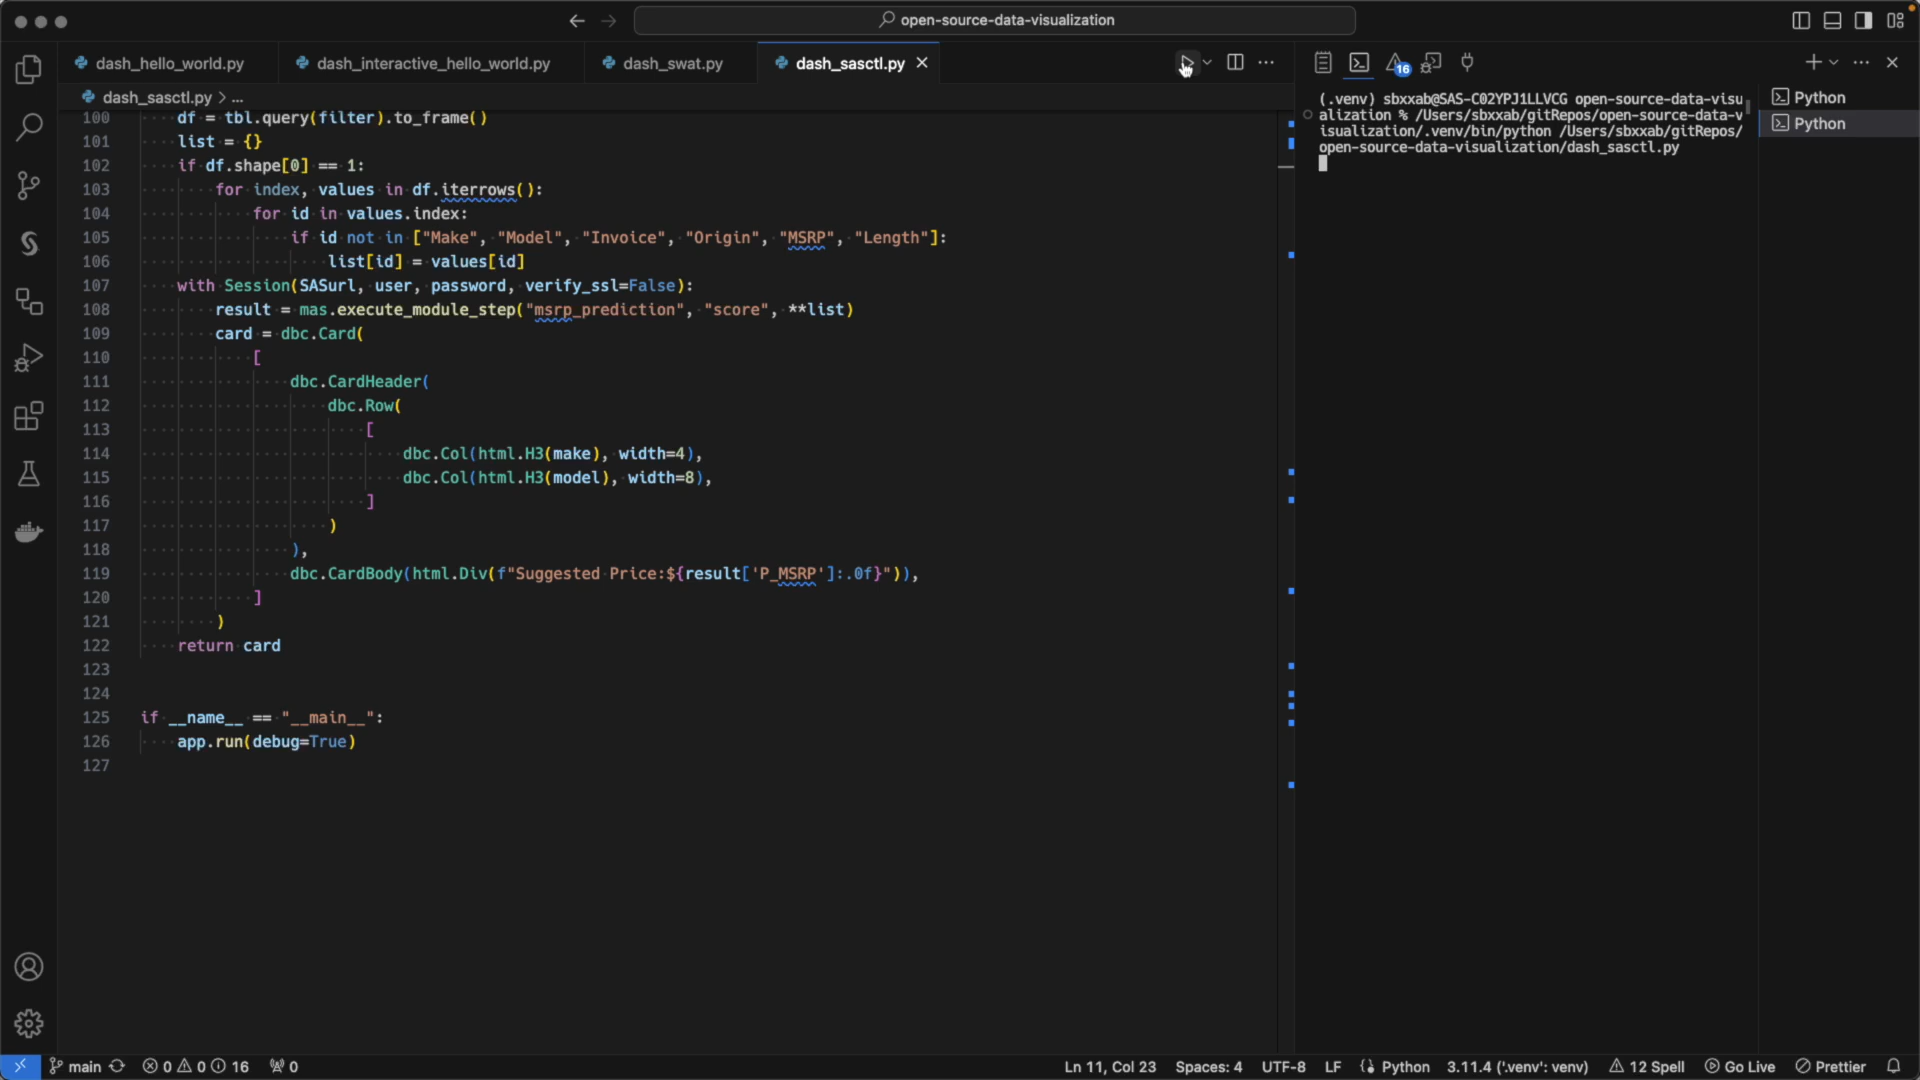 open-source-data-visualization
dash_hello_world.py
dash_interactive_hello_world.py
dash_swat.py
dash_sasctl.py
dash_sasctl.py > ...
100 df = tbl.query(filter).to_frame()
101 list = {}
102 if df.shape[0] == 1:
103 for index, values in df.iterrows():
104 for id in values.index:
105 if id not in ["Make", "Model", "Invoice", "Origin", "MSRP", "Length"]:
106 list[id] = values[id]
107 with Session(SASurl, user, password, verify_ssl=False):
108 result = mas.execute_module_step("msrp_prediction", "score", **list)
109 card = dbc.Card(
110 [
111 dbc.CardHeader(
112 dbc.Row(
113 [
114 dbc.Col(html.H3(make), width=4),
115 dbc.Col(html.H3(model), width=8),
116 ]
117 )
118 ),
119 dbc.CardBody(html.Div(f"Suggested Price:${result['P_MSRP']:.0f}")),
120 ]
121 )
122 return card
123
124
125 if __name__ == "__main__":
126 app.run(debug=True)
127
16
(.venv) sbxxab@SAS-C02YPJ1LLVCG open-source-data-visu
alization % /Users/sbxxab/gitRepos/open-source-data-v
isualization/.venv/bin/python /Users/sbxxab/gitRepos/
open-source-data-visualization/dash_sasctl.py
Python
Python
main 0 0 16 0 Ln 11, Col 23 Spaces: 4 UTF-8 LF Python 3.11.4 ('.venv': venv) 12 Spell Go Live Prettier